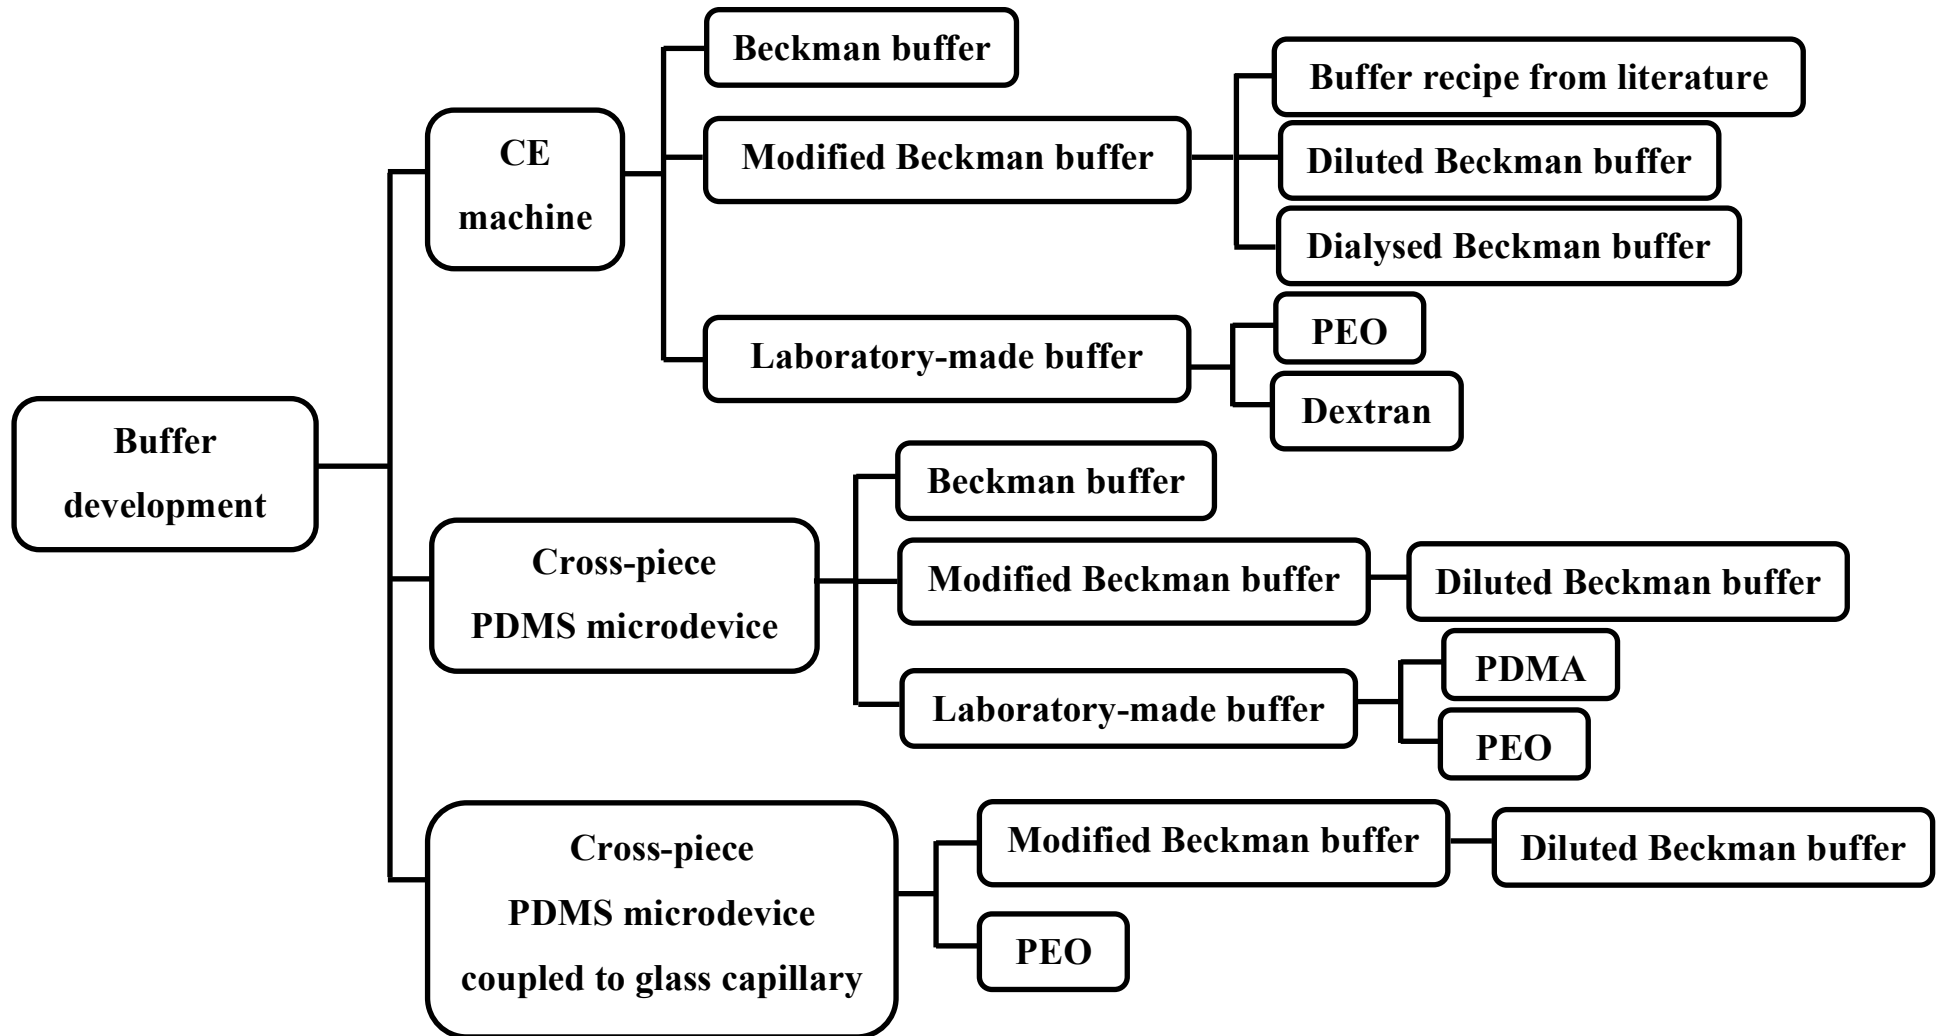 Buffer
development
CE
machine
Beckman buffer
Modified Beckman buffer
Buffer recipe from literature
Diluted Beckman buffer
Dialysed Beckman buffer
Laboratory-made buffer
PEO
Dextran
Cross-piece
PDMS microdevice
Beckman buffer
Modified Beckman buffer
Diluted Beckman buffer
Laboratory-made buffer
PDMA
PEO
Cross-piece
PDMS microdevice
coupled to glass capillary
Modified Beckman buffer
Diluted Beckman buffer
PEO